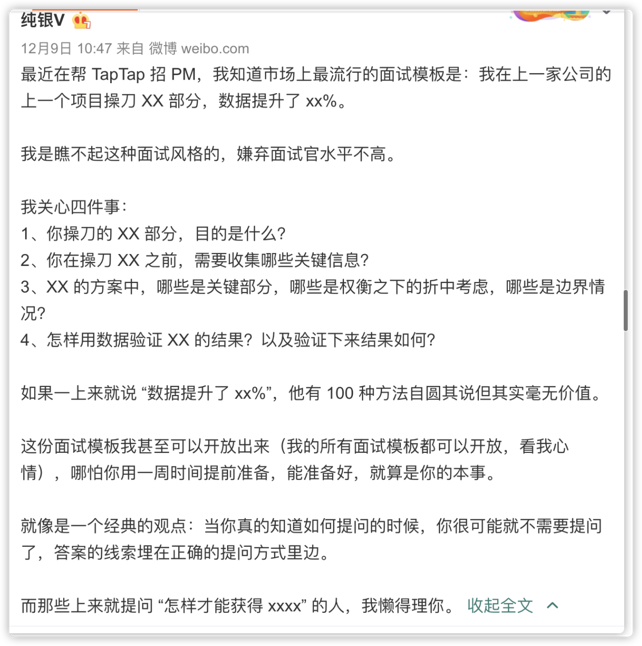 纯银V
12月9日 10:47 来自 微博 weibo.com
最近在帮 TapTap 招 PM，我知道市场上最流行的面试模板是：我在上一家公司的
上一个项目操刀 XX 部分，数据提升了 xx%。
我是瞧不起这种面试风格的，嫌弃面试官水平不高。
我关心四件事：
1、你操刀的 XX 部分，目的是什么？
2、你在操刀 XX 之前，需要收集哪些关键信息？
3、XX 的方案中，哪些是关键部分，哪些是权衡之下的折中考虑，哪些是边界情
况？
4、怎样用数据验证 XX 的结果？以及验证下来结果如何？
如果一上来就说 “数据提升了 xx%”，他有 100 种方法自圆其说但其实毫无价值。
这份面试模板我甚至可以开放出来（我的所有面试模板都可以开放，看我心
情），哪怕你用一周时间提前准备，能准备好，就算是你的本事。
就像是一个经典的观点：当你真的知道如何提问的时候，你很可能就不需要提问
了，答案的线索埋在正确的提问方式里边。
而那些上来就提问 “怎样才能获得 xxxx” 的人，我懒得理你。 收起全文